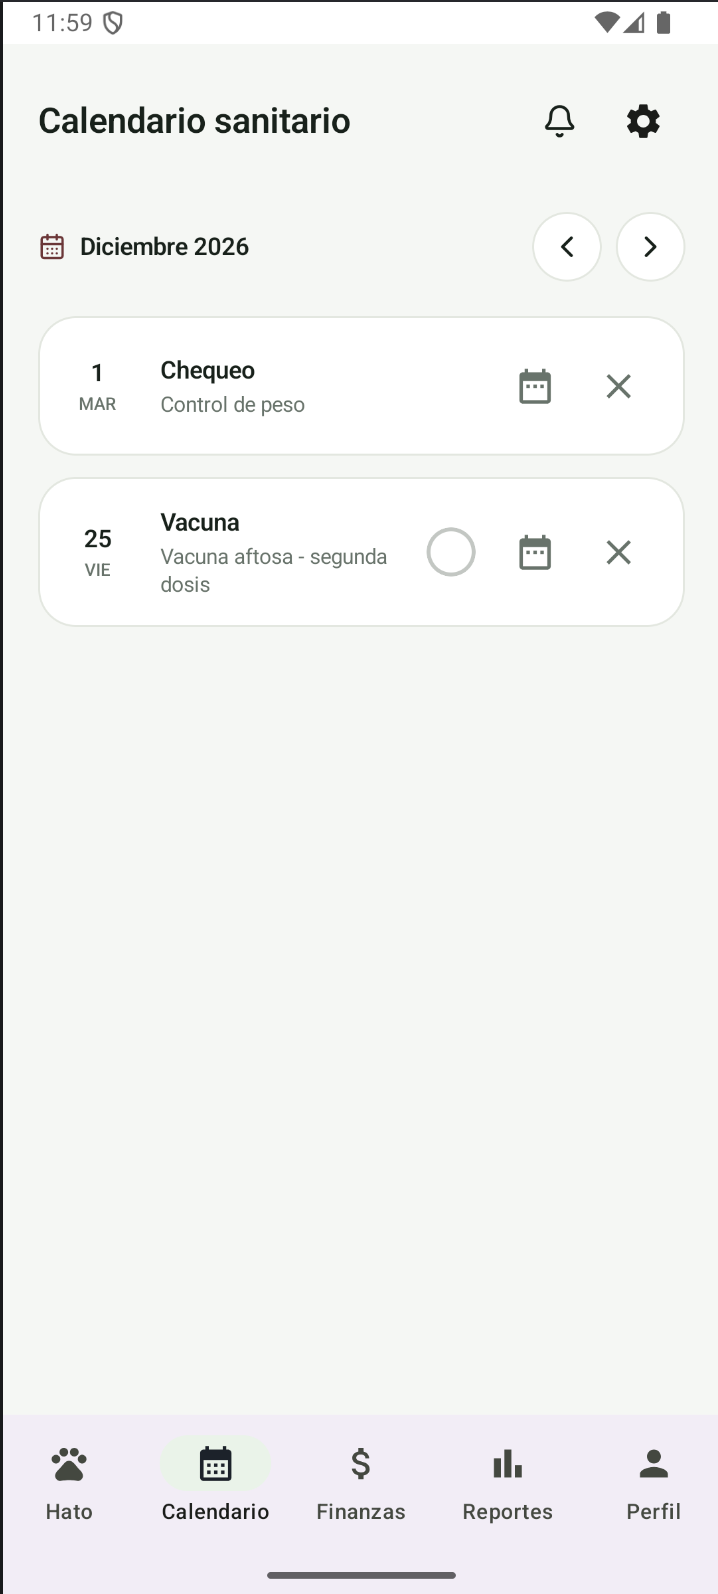 11:59
Calendario sanitario
Diciembre 2026
1
MAR
Chequeo
Control de peso
25
VIE
Vacuna
Vacuna aftosa - segunda
dosis
Hato
Calendario
Finanzas
Reportes
Perfil